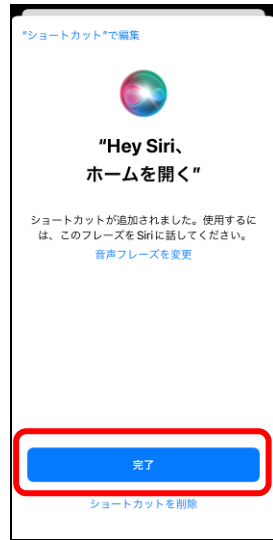 “ショートカット”で編集
“Hey Siri、
ホームを開く”
ショートカットが追加されました。使用するに
は、このフレーズをSiriに話してください。
音声フレーズを変更
完了
ショートカットを削除